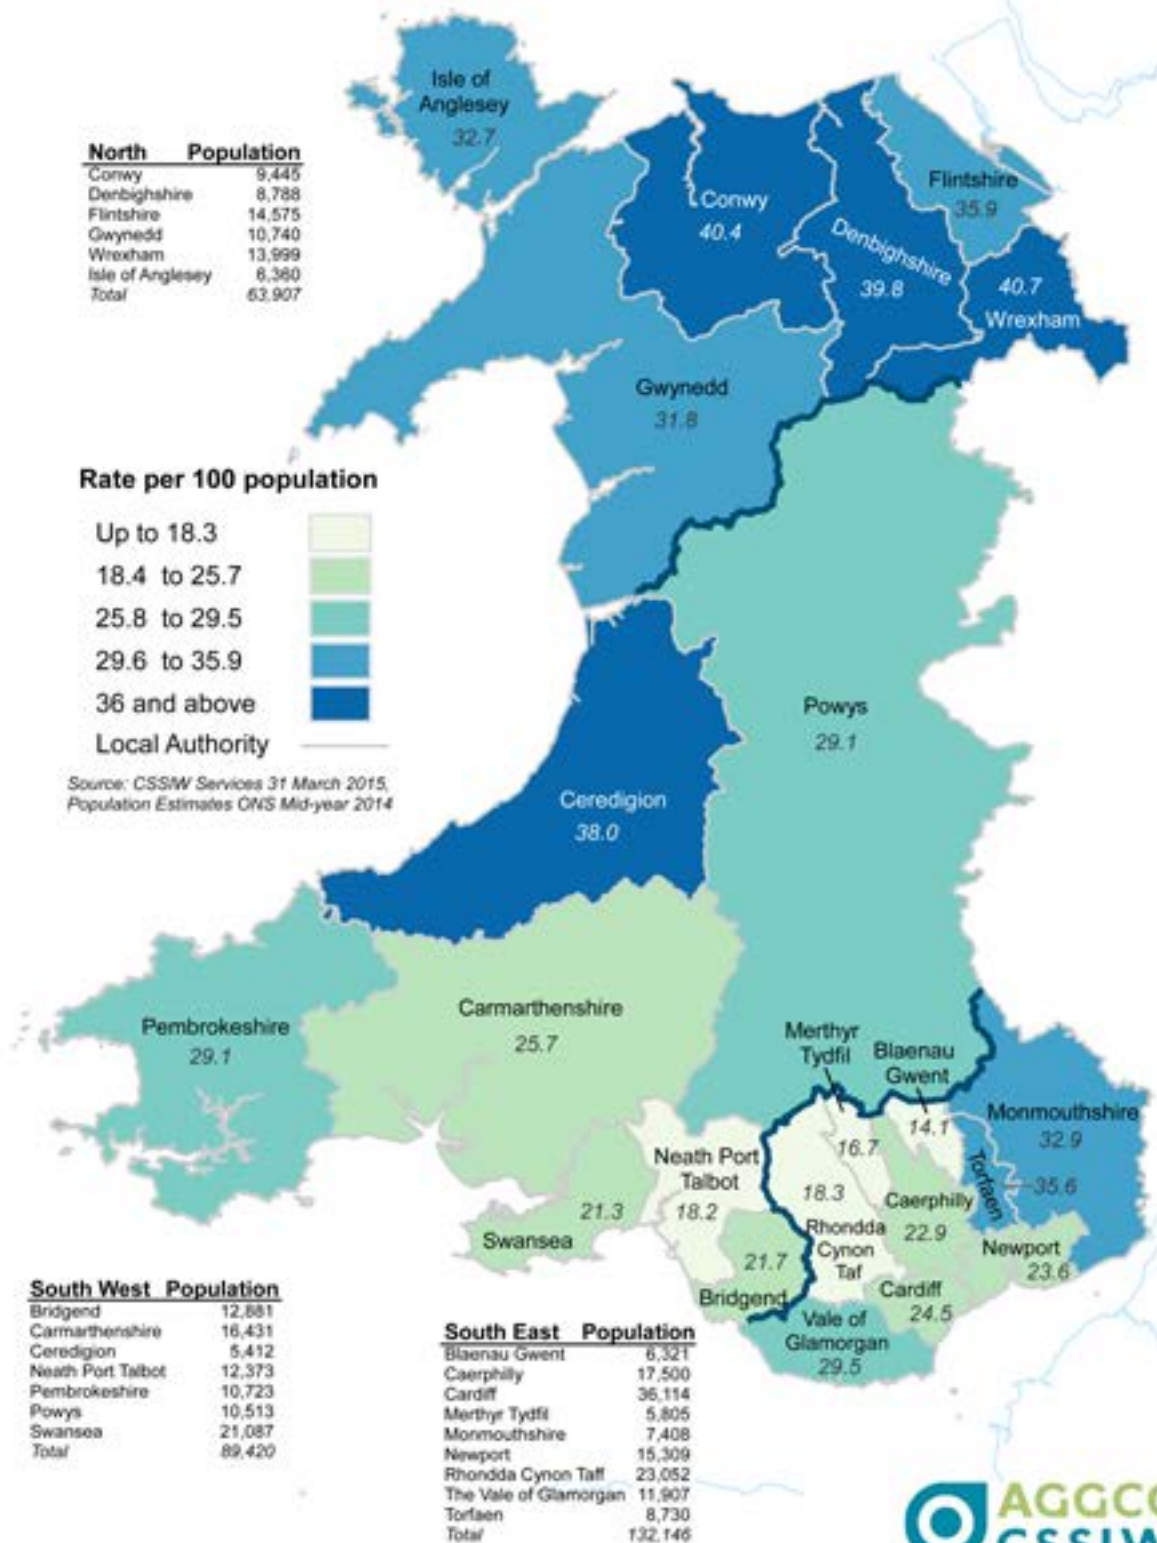 Isle of
Anglesey
32.7
North Population
Conwy 9,445
Denbighshire 8,788
Flintshire 14,575
Gwynedd 10,740
Wrexham 13,999
Isle of Anglesey 6,360
Total 63,907
Conwy
40.4
Denbighshire
39.8
Flintshire
35.9
40.7
Wrexham
Gwynedd
31.8
Rate per 100 population
Up to 18.3
18.4 to 25.7
25.8 to 29.5
29.6 to 35.9
36 and above
Local Authority
Source: CSSIW Services 31 March 2015,
Population Estimates ONS Mid-year 2014
Powys
29.1
Ceredigion
38.0
Pembrokeshire
29.1
Carmarthenshire
25.7
Merthyr
Tydfil
16.7
Blaenau
Gwent
14.1
Monmouthshire
32.9
Torfaen
35.6
Neath Port
Talbot
18.2
18.3
Rhondda
Cynon
Taf
Caerphilly
22.9
21.3
Swansea
21.7
Bridgend
Newport
23.6
Cardiff
24.5
Vale of
Glamorgan
29.5
South West Population
Bridgend 12,881
Carmarthenshire 16,431
Ceredigion 5,412
Neath Port Talbot 12,373
Pembrokeshire 10,723
Powys 10,513
Swansea 21,087
Total 89,420
South East Population
Blaenau Gwent 6,321
Caerphilly 17,500
Cardiff 36,114
Merthyr Tydfil 5,805
Monmouthshire 7,408
Newport 15,309
Rhondda Cynon Taff 23,052
The Vale of Glamorgan 11,907
Torfaen 8,730
Total 132,146
AGGCC
CSSIW